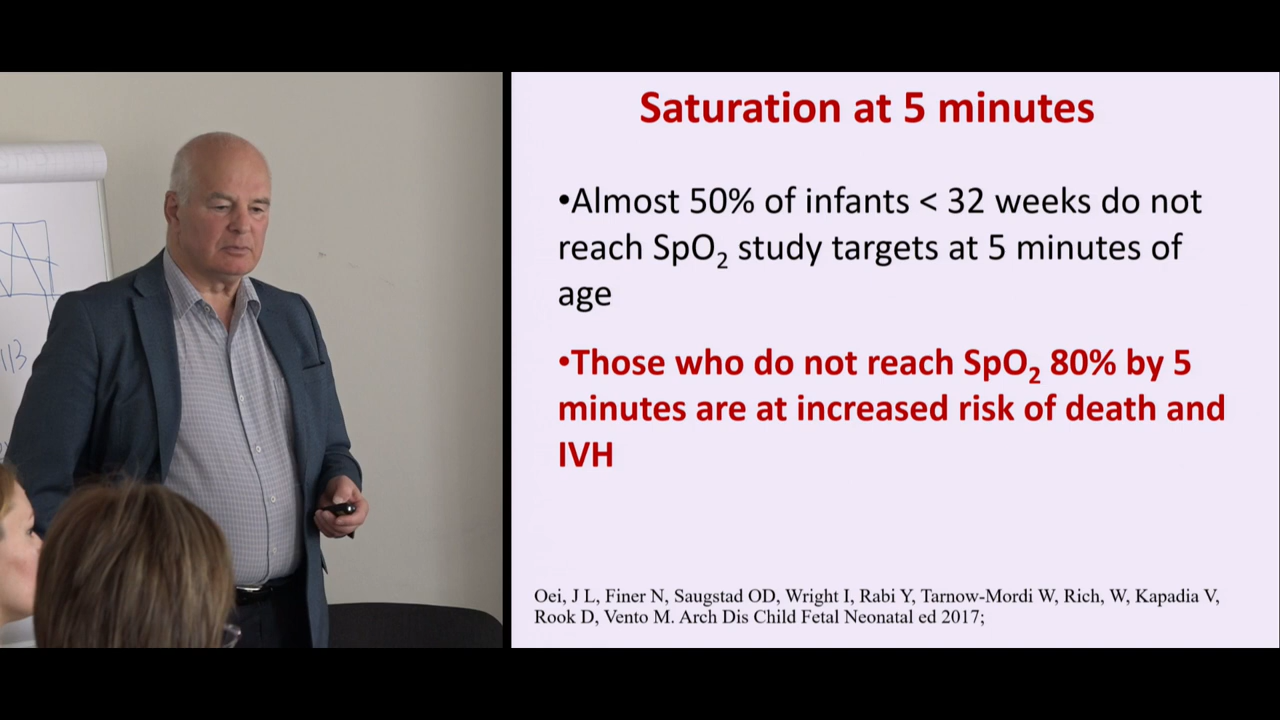 Saturation at 5 minutes
•Almost 50% of infants < 32 weeks do not
reach SpO₂ study targets at 5 minutes of
age
•Those who do not reach SpO₂ 80% by 5
minutes are at increased risk of death and
IVH
Oei, J L, Finer N, Saugstad OD, Wright I, Rabi Y, Tarnow-Mordi W, Rich, W, Kapadia V,
Rook D, Vento M. Arch Dis Child Fetal Neonatal ed 2017;